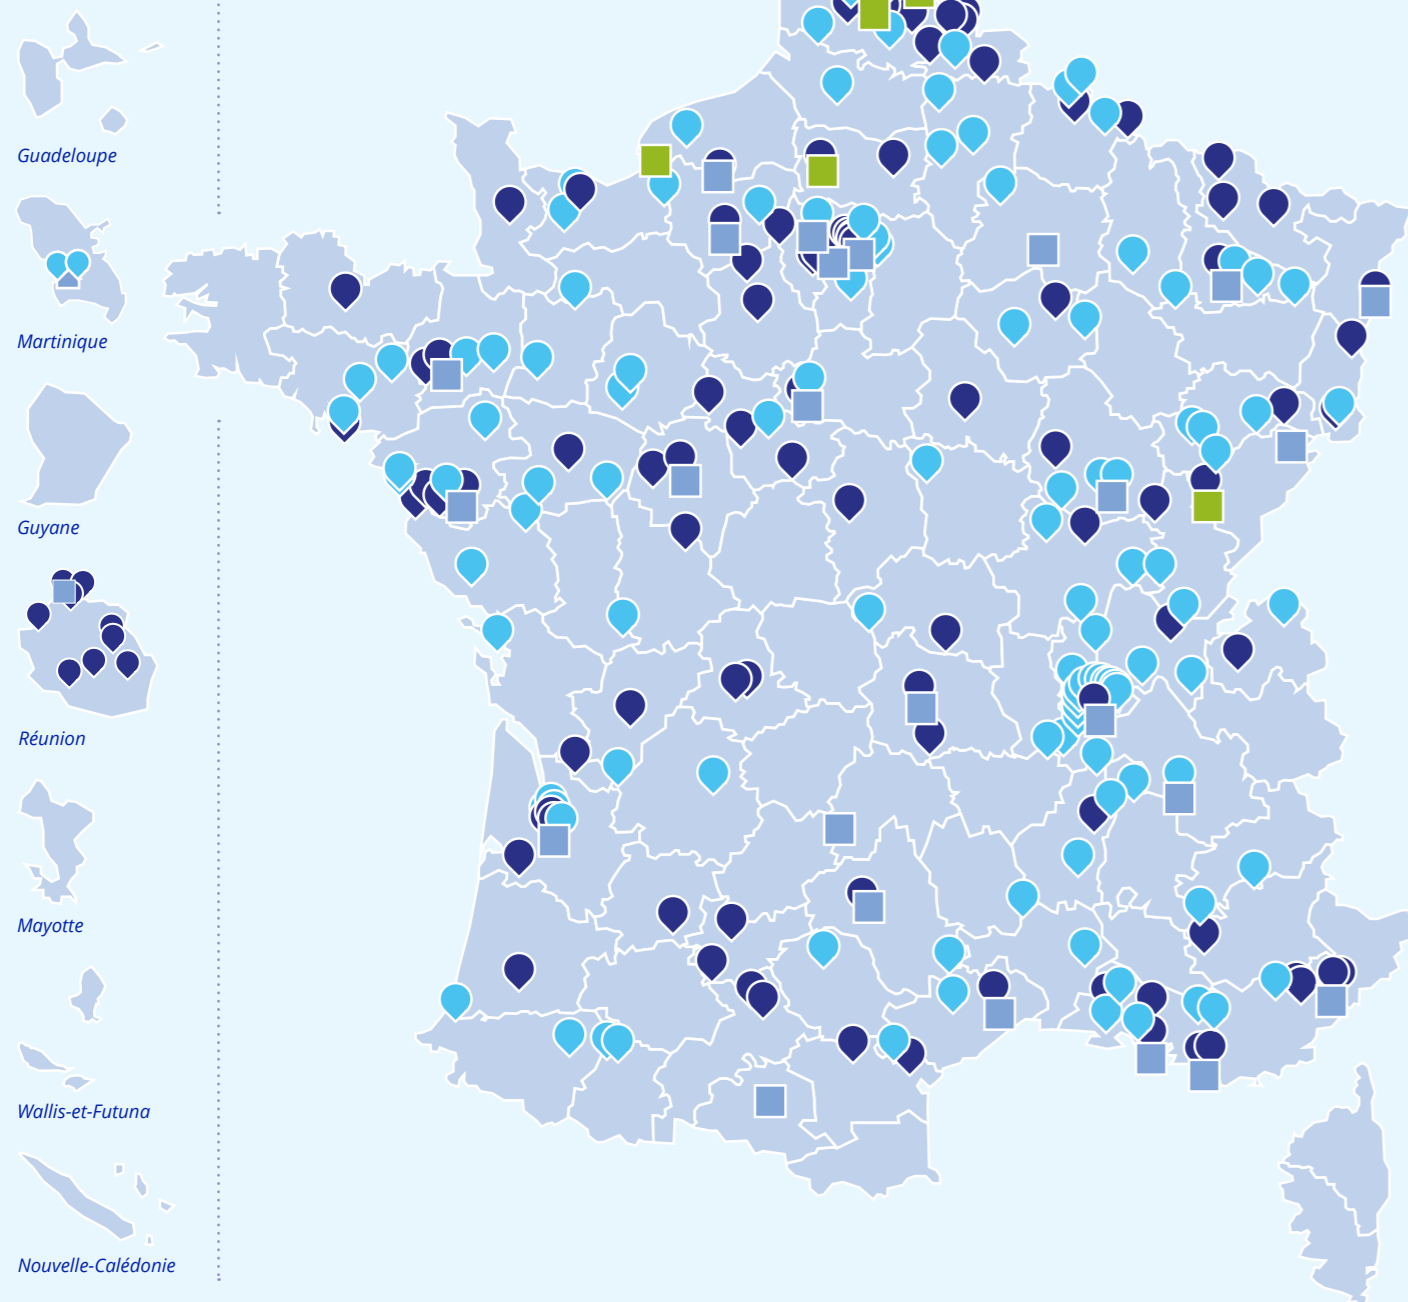 Guadeloupe
Martinique
Guyane
Réunion
Mayotte
Wallis-et-Futuna
Nouvelle-Calédonie